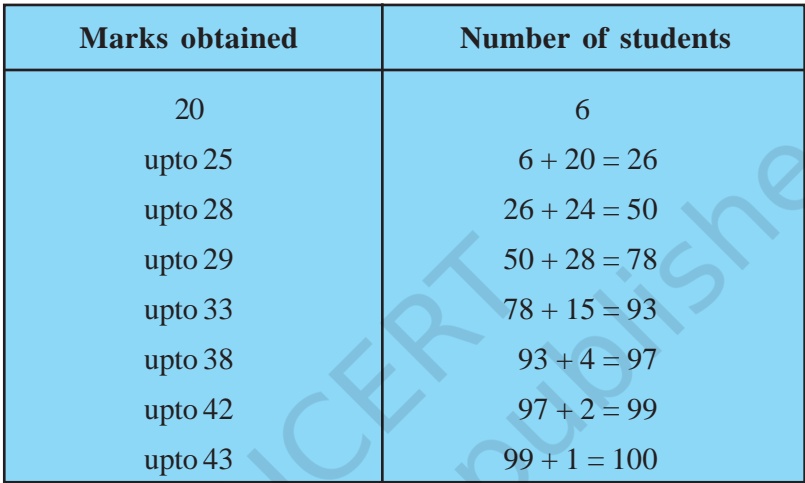 Marks obtained Number of students
20 6
upto 25 6 + 20 = 26
upto 28 26 + 24 = 50
upto 29 50 + 28 = 78
upto 33 78 + 15 = 93
upto 38 93 + 4 = 97
upto 42 97 + 2 = 99
upto 43 99 + 1 = 100